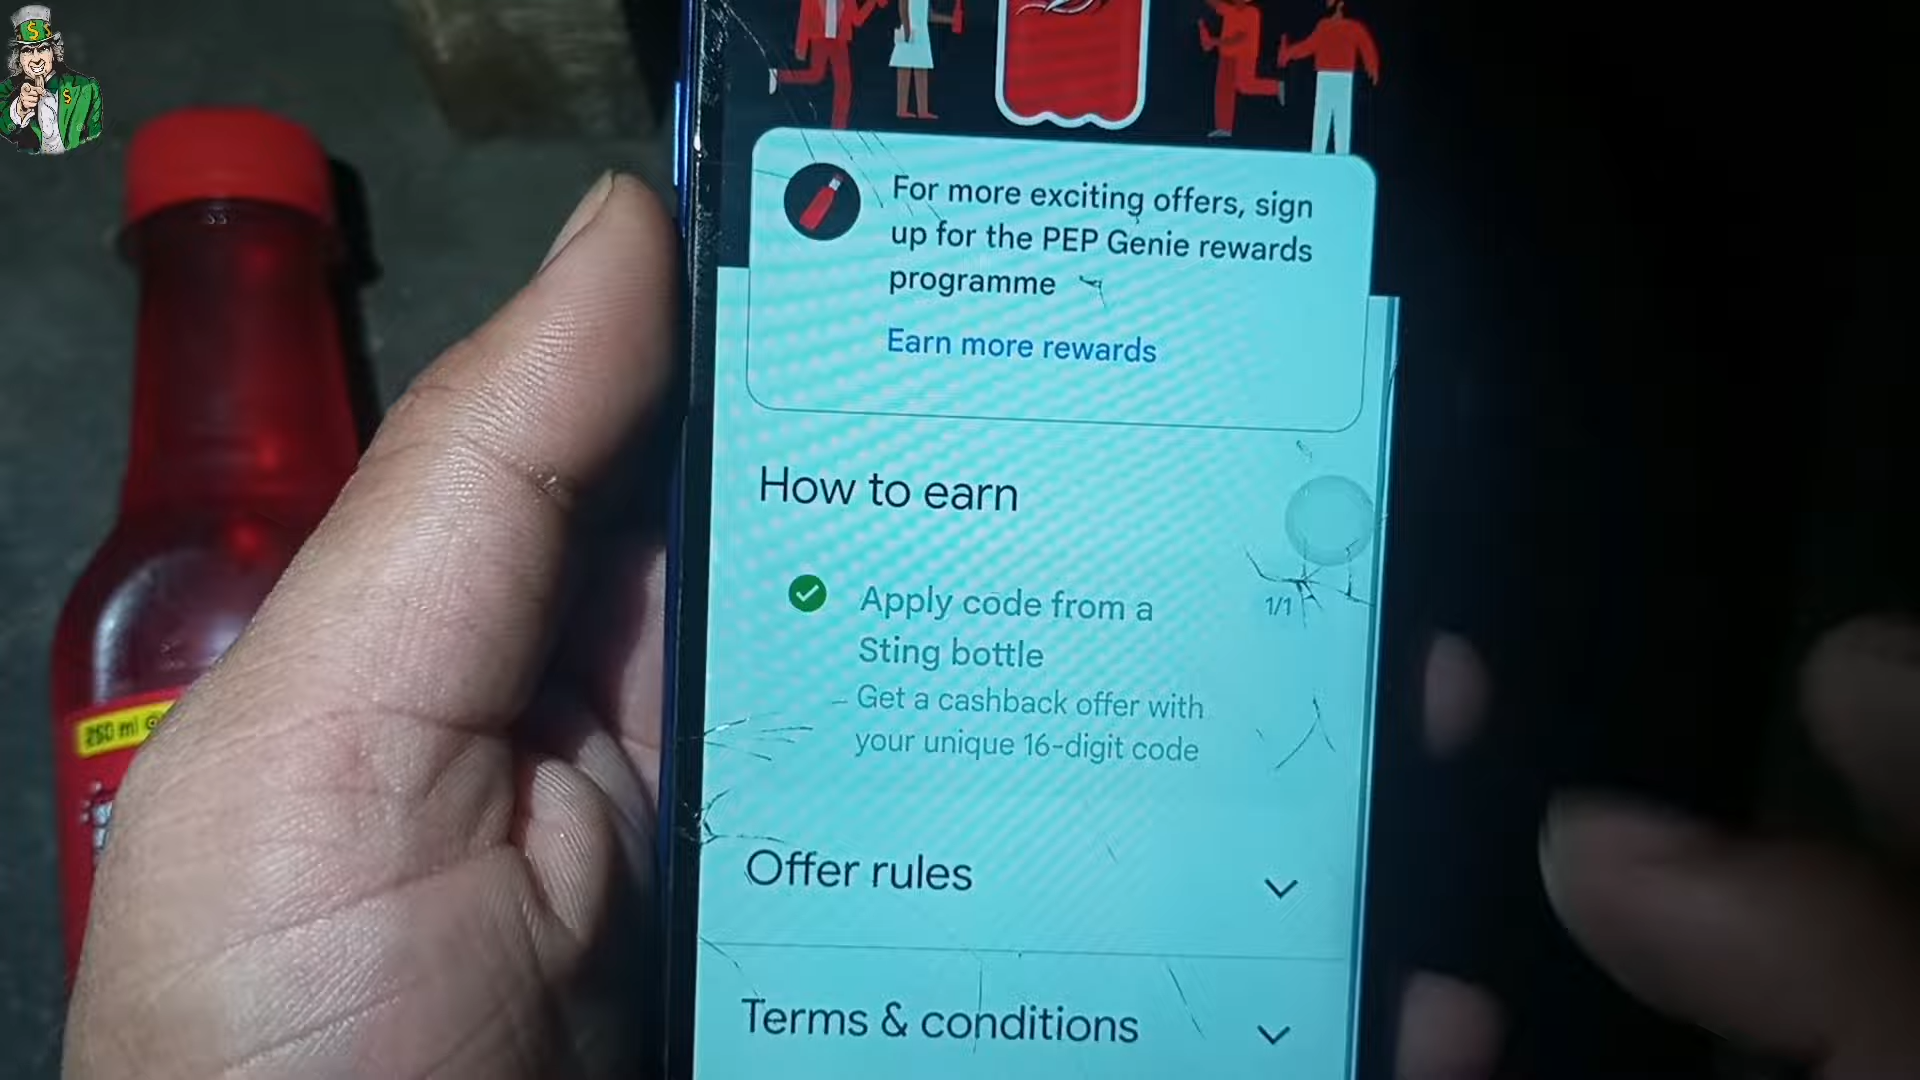 For more exciting offers, sign
up for the PEP Genie rewards
programme
Earn more rewards
How to earn
Apply code from a
1/1
Sting bottle
Get a cashback offer with
your unique 16-digit code
Offer rules
Terms & conditions
250 ml